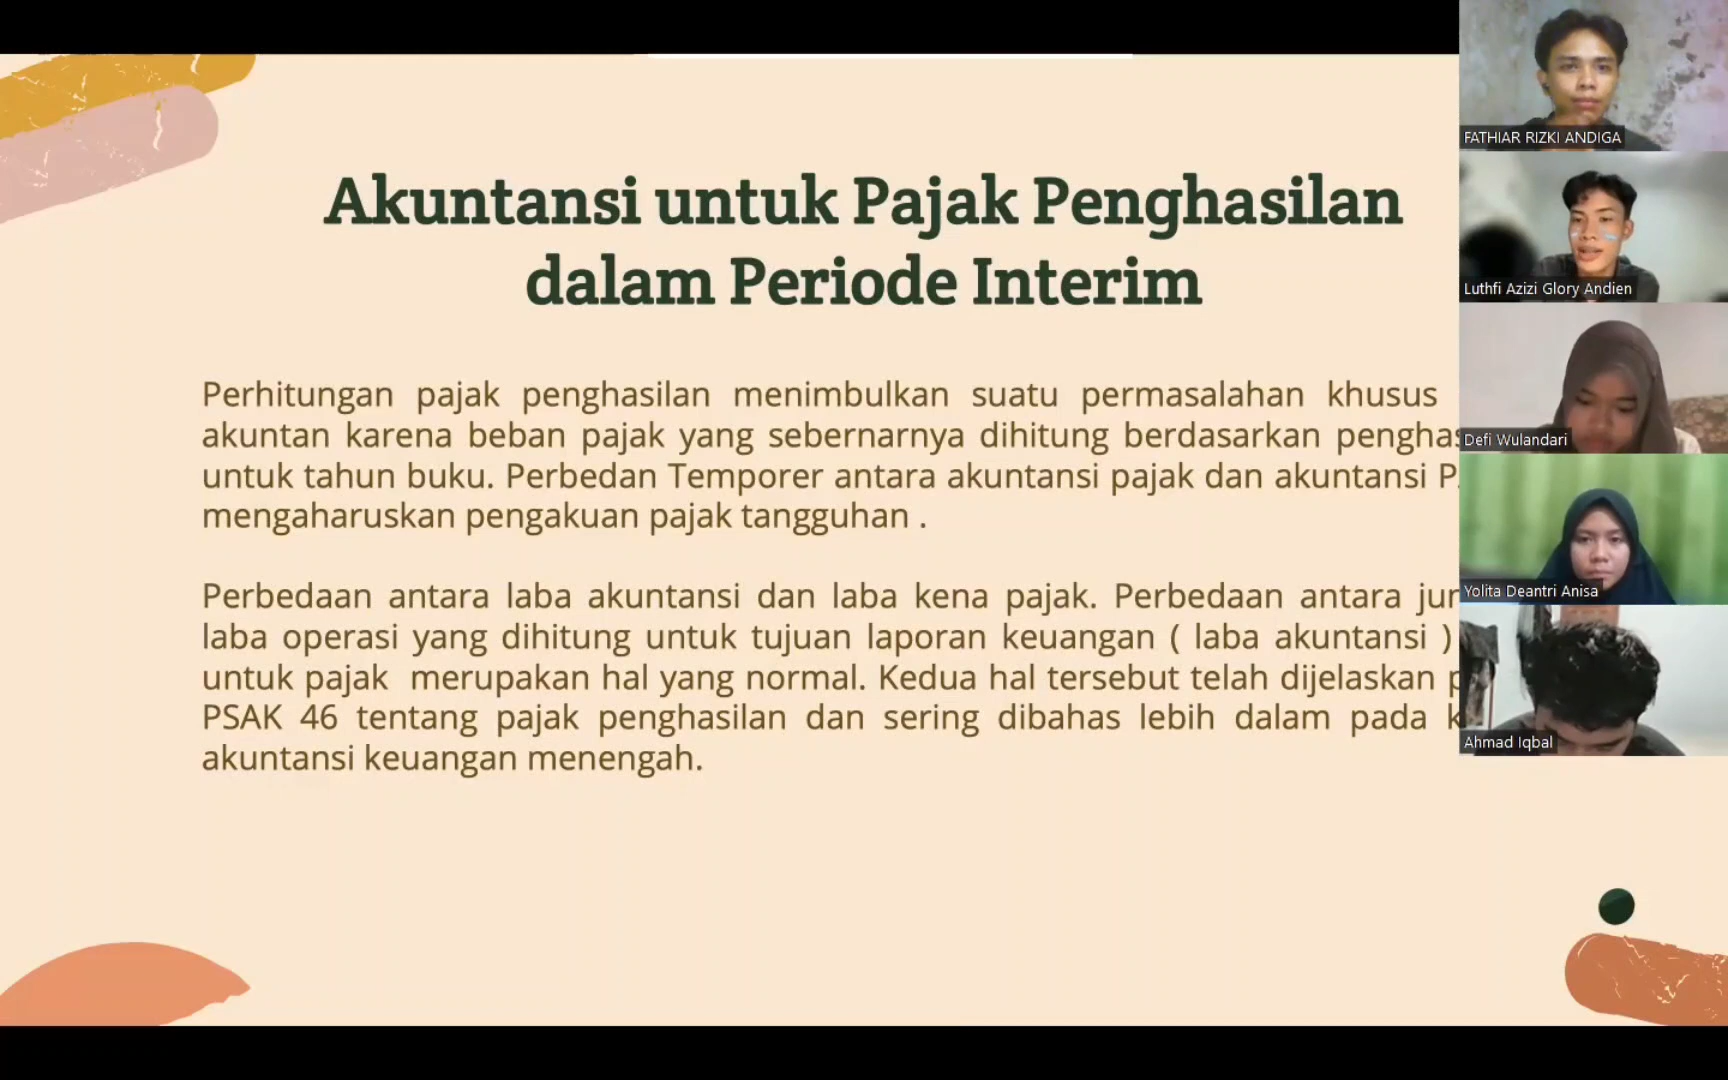 Akuntansi untuk Pajak Penghasilan
dalam Periode Interim
Perhitungan pajak penghasilan menimbulkan suatu permasalahan khusus
akuntan karena beban pajak yang sebernarnya dihitung berdasarkan
untuk tahun buku. Perbedan Temporer antara akuntansi pajak dan akuntansi
mengaharuskan pengakuan pajak tangguhan .
Perbedaan antara laba akuntansi dan laba kena pajak. Perbedaan antara
laba operasi yang dihitung untuk tujuan laporan keuangan ( laba akuntansi )
untuk pajak merupakan hal yang normal. Kedua hal tersebut telah dijelaskan
PSAK 46 tentang pajak penghasilan dan sering dibahas lebih dalam pada
akuntansi keuangan menengah.
FATHIAR RIZKI ANDIGA
Luthfi Azizi Glory Andien
Defi Wulandari
Yolita Deantri Anisa
Ahmad Iqbal